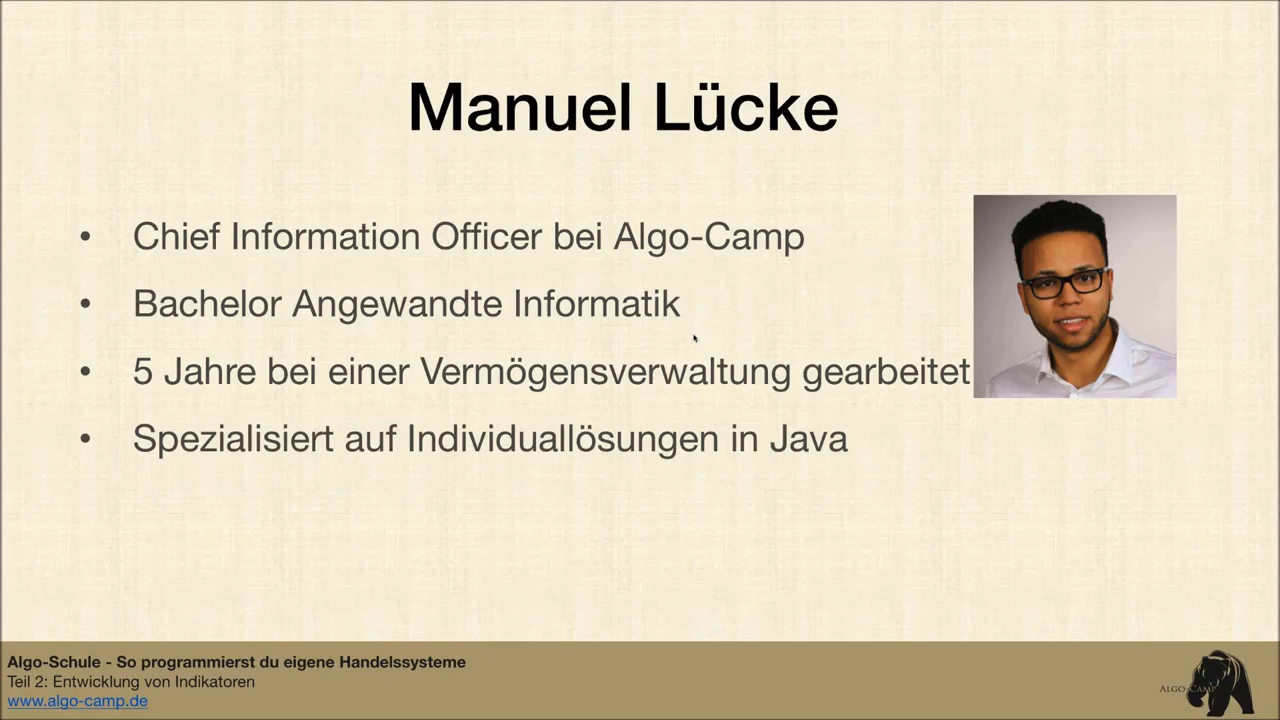 Manuel Lücke
• Chief Information Officer bei Algo-Camp
• Bachelor Angewandte Informatik
• 5 Jahre bei einer Vermögensverwaltung gearbeitet
• Spezialisiert auf Individuallösungen in Java
Algo-Schule - So programmierst du eigene Handelssysteme
Teil 2: Entwicklung von Indikatoren
www.algo-camp.de
Algo-Camp